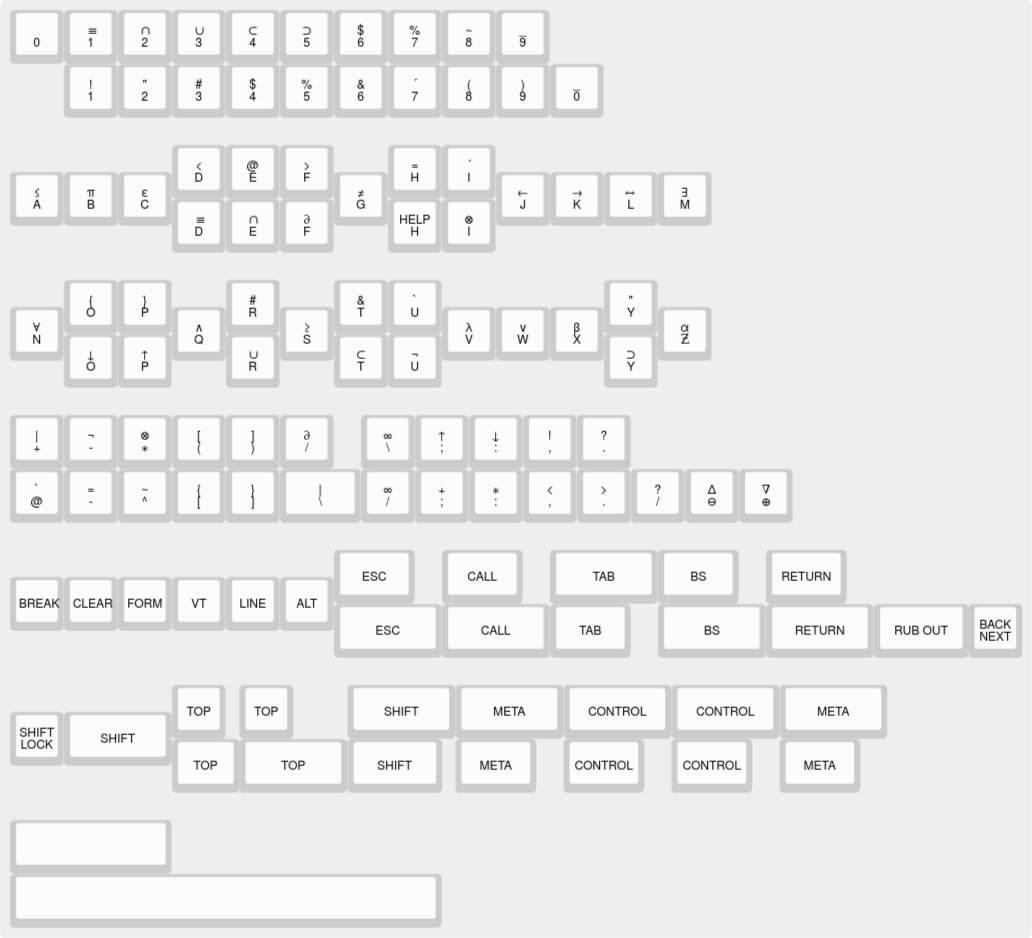 0 ≡ 1 ∩ 2 ∪ 3 ⊂ 4 ⊃ 5 $ 6 % 7 ~ 8 _ 9
! 1 " 2 # 3 $ 4 % 5 & 6 ´ 7 ( 8 ) 9 _ 0
< D @ E > F = H ´ I
≤ A π B ε C ≠ G ← J → K ↔ L ∃ M
≡ D ∩ E ∂ F HELP H ⊗ I
{ O } P # R & T ` U " Y
∀ N ∧ Q ≥ S λ V ∨ W β X α Z
↓ O ↑ P ∪ R ⊂ T ¬ U ⊃ Y
| + ¬ - ⊗ * [ ( ] ) ∂ / ∞ \ ↑ ; ↓ : ! , ? .
` @ = - ~ ^ { [ } ] | \ ∞ / + ; * : < , > . ? / Δ ⊖ ∇ ⊕
ESC CALL TAB BS RETURN
BREAK CLEAR FORM VT LINE ALT
ESC CALL TAB BS RETURN RUB OUT BACK NEXT
TOP TOP SHIFT META CONTROL CONTROL META
SHIFT LOCK SHIFT
TOP TOP SHIFT META CONTROL CONTROL META